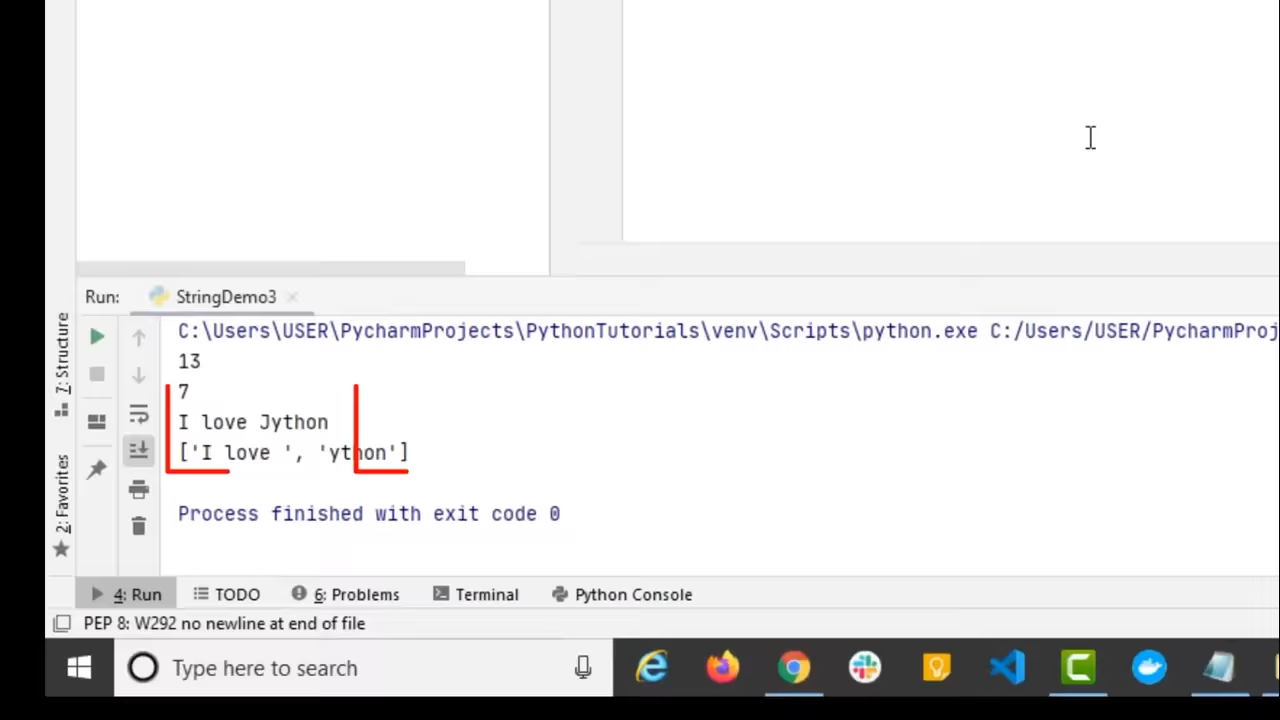 Run: StringDemo3
C:\Users\USER\PycharmProjects\PythonTutorials\venv\Scripts\python.exe C:/Users/USER/PycharmProj
13
7
I love Jython
['I love ', 'ython']
Process finished with exit code 0
7: Structure
2: Favorites
4: Run TODO 6: Problems Terminal Python Console
PEP 8: W292 no newline at end of file
Type here to search